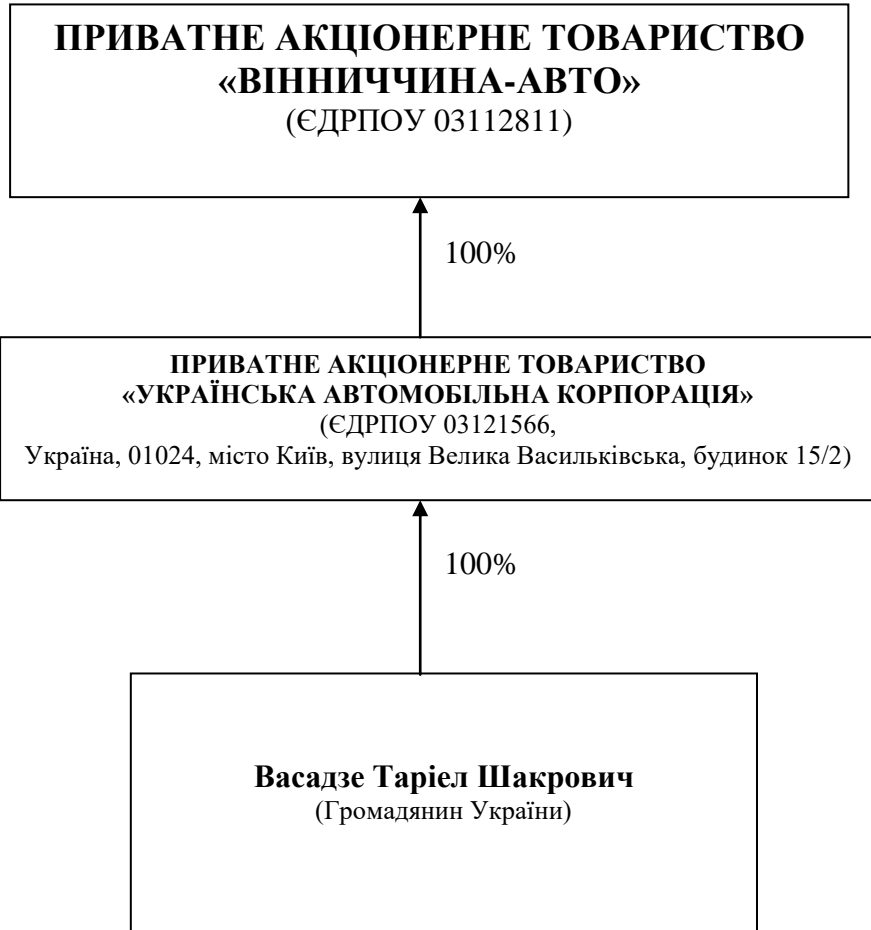 ПРИВАТНЕ АКЦІОНЕРНЕ ТОВАРИСТВО
«ВІННИЧЧИНА-АВТО»
(ЄДРПОУ 03112811)
100%
ПРИВАТНЕ АКЦІОНЕРНЕ ТОВАРИСТВО
«УКРАЇНСЬКА АВТОМОБІЛЬНА КОРПОРАЦІЯ»
(ЄДРПОУ 03121566,
Україна, 01024, місто Київ, вулиця Велика Васильківська, будинок 15/2)
100%
Васадзе Таріел Шакрович
(Громадянин України)